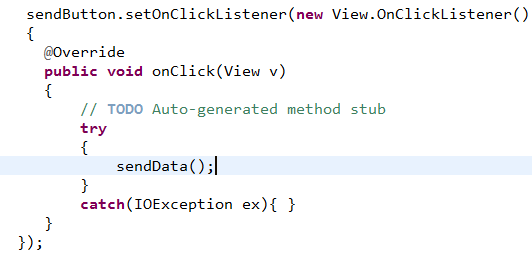 sendButton.setOnClickListener(new View.OnClickListener()
{
@Override
public void onClick(View v)
{
// TODO Auto-generated method stub
try
{
sendData();
}
catch(IOException ex){ }
}
});